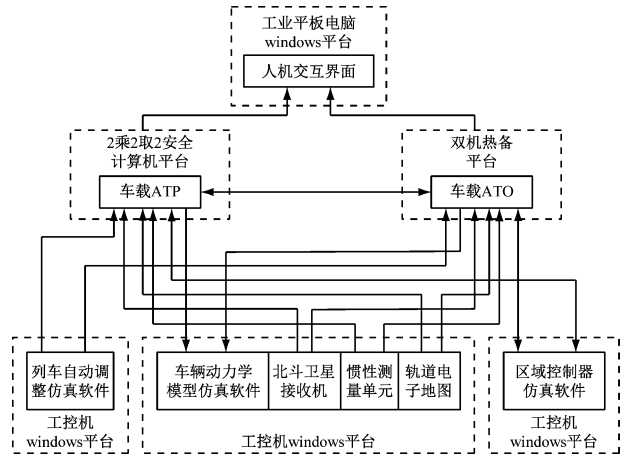 工业平板电脑
windows平台
人机交互界面
2乘2取2安全
计算机平台
车载ATP
双机热备
平台
车载ATO
列车自动调
整仿真软件
工控机
windows平台
车辆动力学
模型仿真软件
北斗卫星
接收机
惯性测
量单元
轨道电
子地图
工控机windows平台
区域控制器
仿真软件
工控机
windows平台